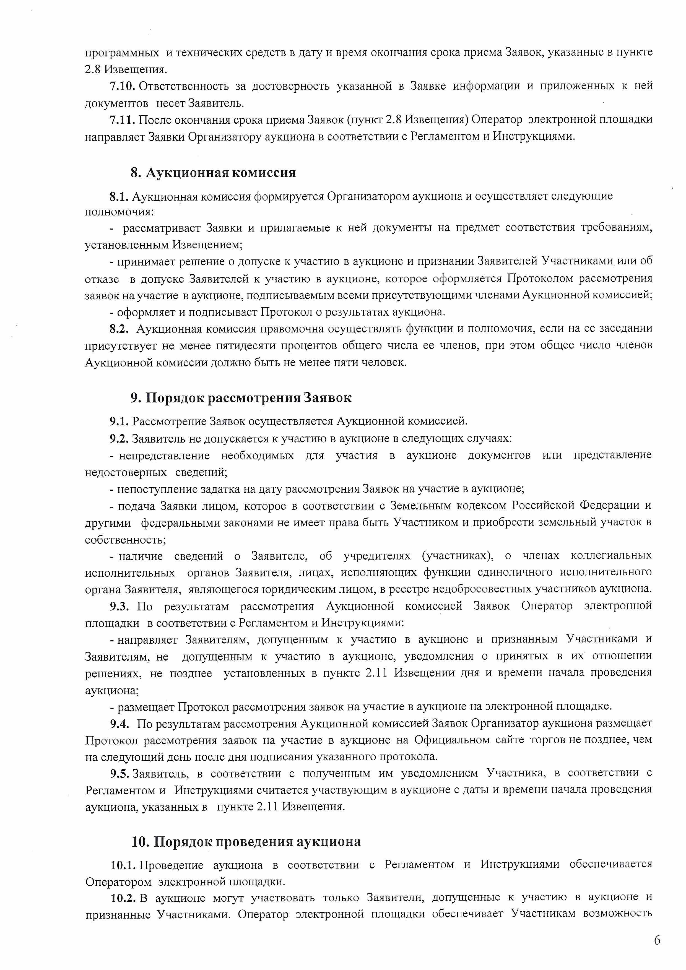 программных и технических средств в дату и время окончания срока приема Заявок, указанные в пункте
2.8 Извещения.
7.10. Ответственность за достоверность указанной в Заявке информации и приложенных к ней
документов несет Заявитель.
7.11. После окончания срока приема Заявок (пункт 2.8 Извещения) Оператор электронной площадки
направляет Заявки Организатору аукциона в соответствии с Регламентом и Инструкциями.
8. Аукционная комиссия
8.1. Аукционная комиссия формируется Организатором аукциона и осуществляет следующие
полномочия:
- рассматривает Заявки и прилагаемые к ней документы на предмет соответствия требованиям,
установленным Извещением;
- принимает решение о допуске к участию в аукционе и признании Заявителей Участниками или об
отказе в допуске Заявителей к участию в аукционе, которое оформляется Протоколом рассмотрения
заявок на участие в аукционе, подписываемым всеми присутствующими членами Аукционной комиссией;
- оформляет и подписывает Протокол о результатах аукциона.
8.2. Аукционная комиссия правомочна осуществлять функции и полномочия, если на ее заседании
присутствует не менее пятидесяти процентов общего числа ее членов, при этом общее число членов
Аукционной комиссии должно быть не менее пяти человек.
9. Порядок рассмотрения Заявок
9.1. Рассмотрение Заявок осуществляется Аукционной комиссией.
9.2. Заявитель не допускается к участию в аукционе в следующих случаях:
- непредставление необходимых для участия в аукционе документов или представление
недостоверных сведений;
- непоступление задатка на дату рассмотрения Заявок на участие в аукционе;
- подача Заявки лицом, которое в соответствии с Земельным кодексом Российской Федерации и
другими федеральными законами не имеет права быть Участником и приобрести земельный участок в
собственность;
- наличие сведений о Заявителе, об учредителях (участниках), о членах коллегиальных
исполнительных органов Заявителя, лицах, исполняющих функции единоличного исполнительного
органа Заявителя, являющегося юридическим лицом, в реестре недобросовестных участников аукциона.
9.3. По результатам рассмотрения Аукционной комиссией Заявок Оператор электронной
площадки в соответствии с Регламентом и Инструкциями:
- направляет Заявителям, допущенным к участию в аукционе и признанным Участниками и
Заявителям, не допущенным к участию в аукционе, уведомления о принятых в их отношении
решениях, не позднее установленных в пункте 2.11 Извещении дня и времени начала проведения
аукциона;
- размещает Протокол рассмотрения заявок на участие в аукционе на электронной площадке.
9.4. По результатам рассмотрения Аукционной комиссией Заявок Организатор аукциона размещает
Протокол рассмотрения заявок на участие в аукционе на Официальном сайте торгов не позднее, чем
на следующий день после дня подписания указанного протокола.
9.5. Заявитель, в соответствии с полученным им уведомлением Участника, в соответствии с
Регламентом и Инструкциями считается участвующим в аукционе с даты и времени начала проведения
аукциона, указанных в пункте 2.11 Извещения.
10. Порядок проведения аукциона
10.1. Проведение аукциона в соответствии с Регламентом и Инструкциями обеспечивается
Оператором электронной площадки.
10.2. В аукционе могут участвовать только Заявители, допущенные к участию в аукционе и
признанные Участниками. Оператор электронной площадки обеспечивает Участникам возможность
6